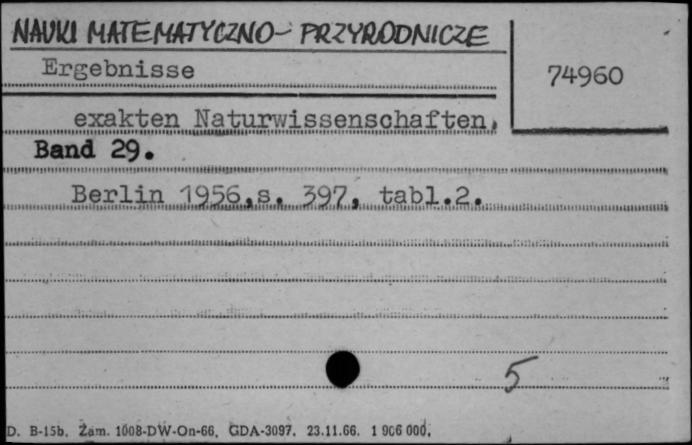 NAUKI MATEMATYCZNO - PRZYRODNICZE
Ergebnisse
74960
exakten Naturwissenschaften.
Band 29.
Berlin 1956,s. 397, tabl.2.
5
D. B-15b. Zam. 1008-DW-On-66. GDA-3097. 23.11.66. 1 906 000.